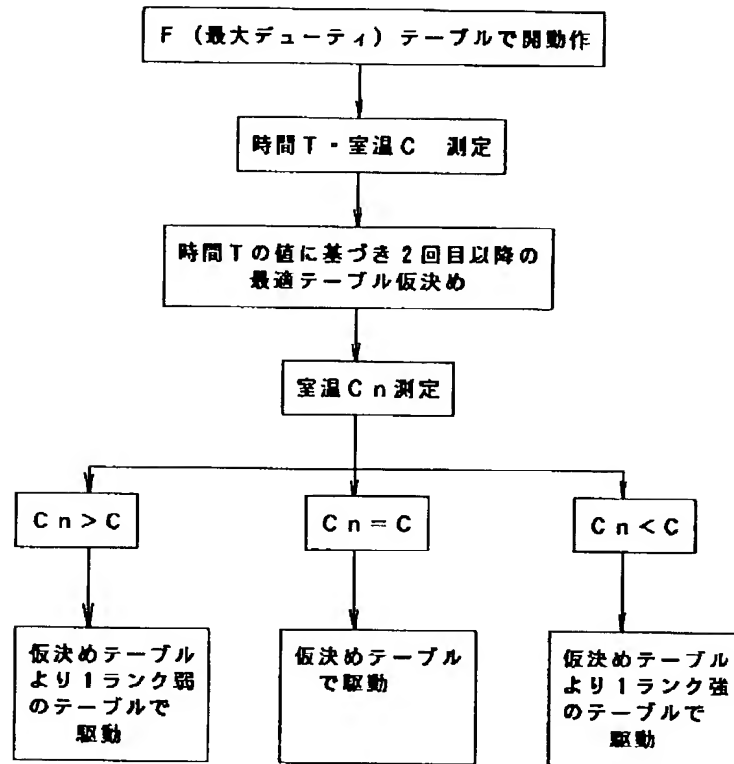 F(最大デューティ)テーブルで開動作
時間T・室温C 測定
時間Tの値に基づき2回目以降の
最適テーブル仮決め
室温Cn測定
Cn>C
Cn=C
Cn<C
仮決めテーブル
より1ランク弱
のテーブルで
駆動
仮決めテーブル
で駆動
仮決めテーブル
より1ランク強
のテーブルで
駆動